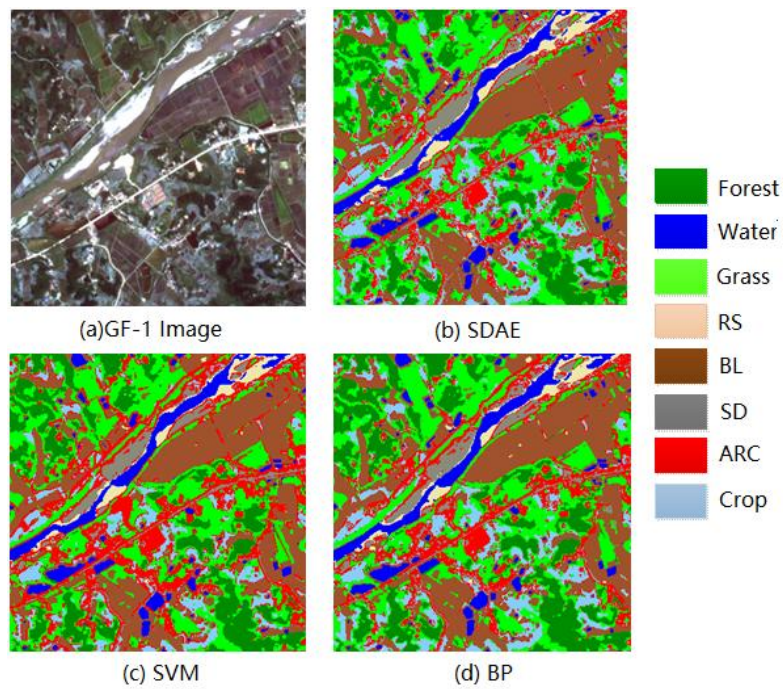 (a)GF-1 Image
(b) SDAE
Forest
Water
Grass
RS
BL
SD
ARC
Crop
(c) SVM
(d) BP